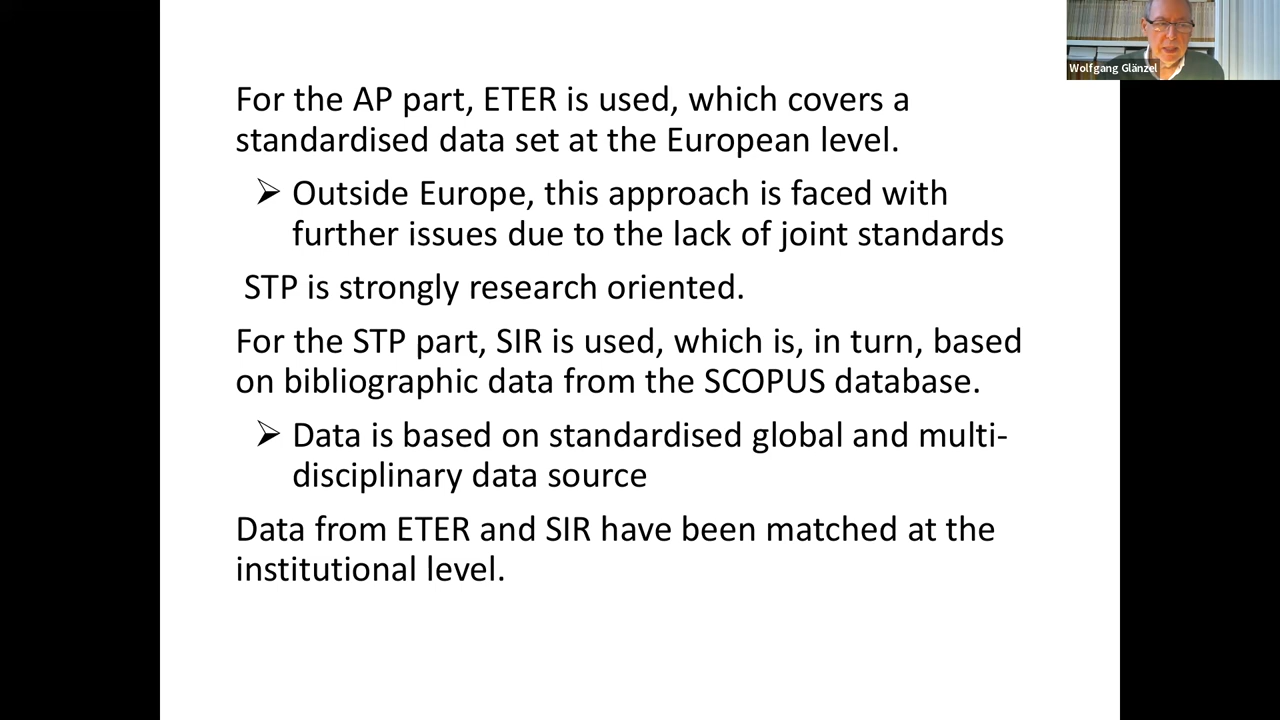 Wolfgang Glänzel
For the AP part, ETER is used, which covers a
standardised data set at the European level.
➢ Outside Europe, this approach is faced with
further issues due to the lack of joint standards
STP is strongly research oriented.
For the STP part, SIR is used, which is, in turn, based
on bibliographic data from the SCOPUS database.
➢ Data is based on standardised global and multi-
disciplinary data source
Data from ETER and SIR have been matched at the
institutional level.